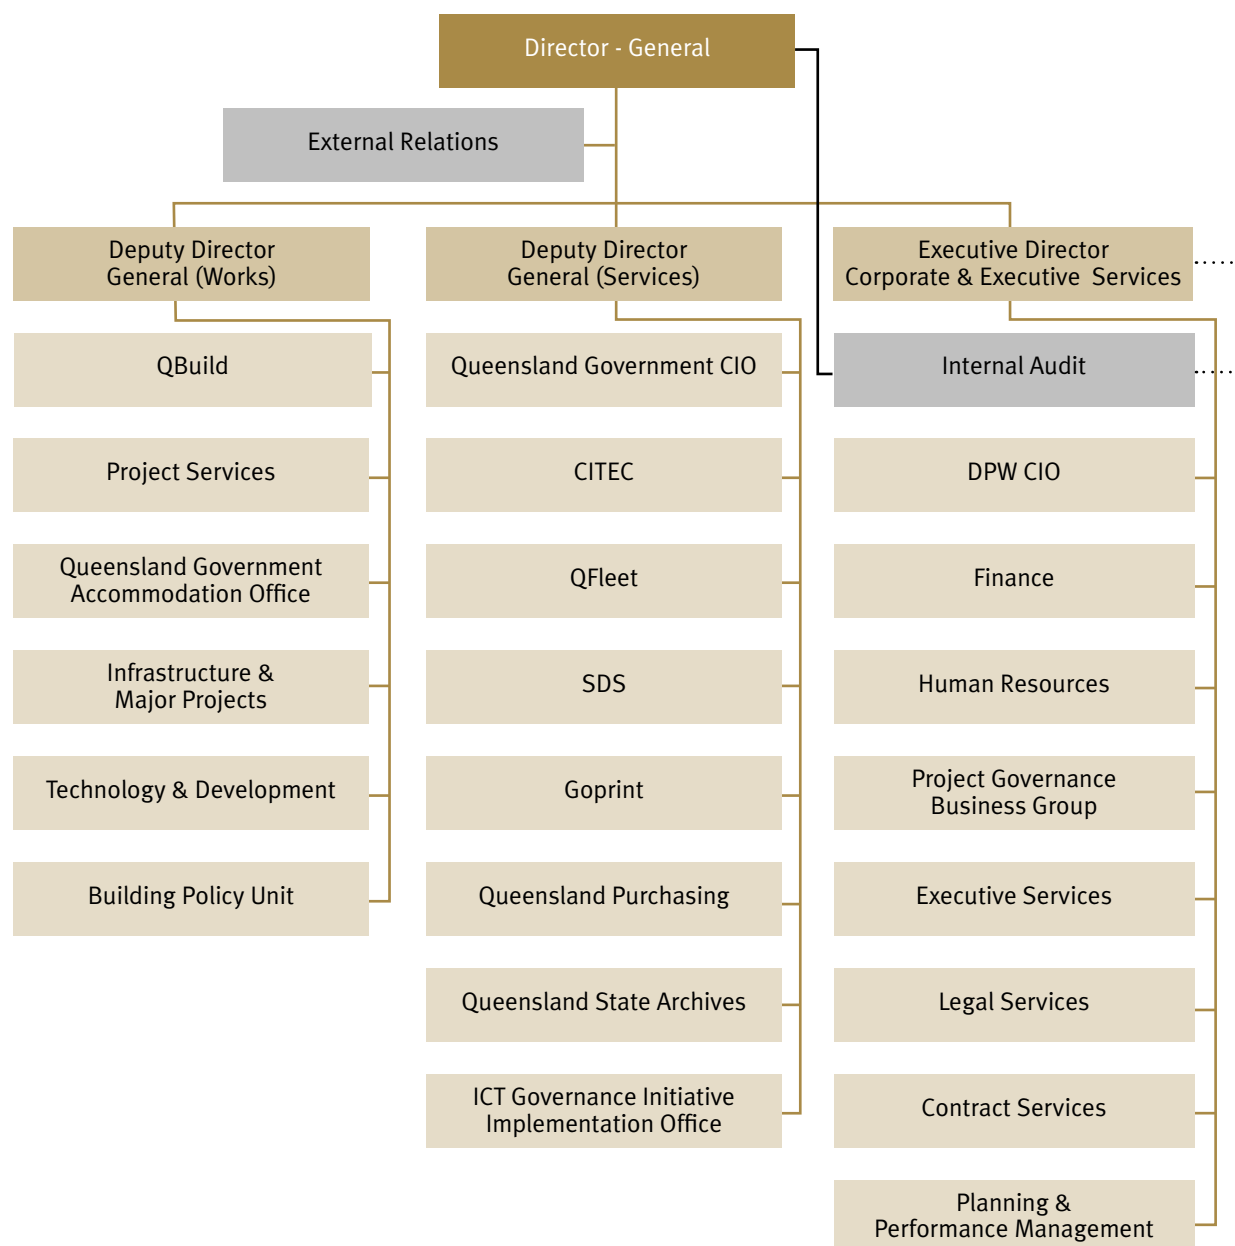 Director - General
External Relations
Deputy Director
General (Works)
QBuild
Project Services
Queensland Government
Accommodation Office
Infrastructure &
Major Projects
Technology & Development
Building Policy Unit
Deputy Director
General (Services)
Queensland Government CIO
CITEC
QFleet
SDS
Goprint
Queensland Purchasing
Queensland State Archives
ICT Governance Initiative
Implementation Office
Executive Director
Corporate & Executive  Services
Internal Audit
DPW CIO
Finance
Human Resources
Project Governance
Business Group
Executive Services
Legal Services
Contract Services
Planning &
Performance Management